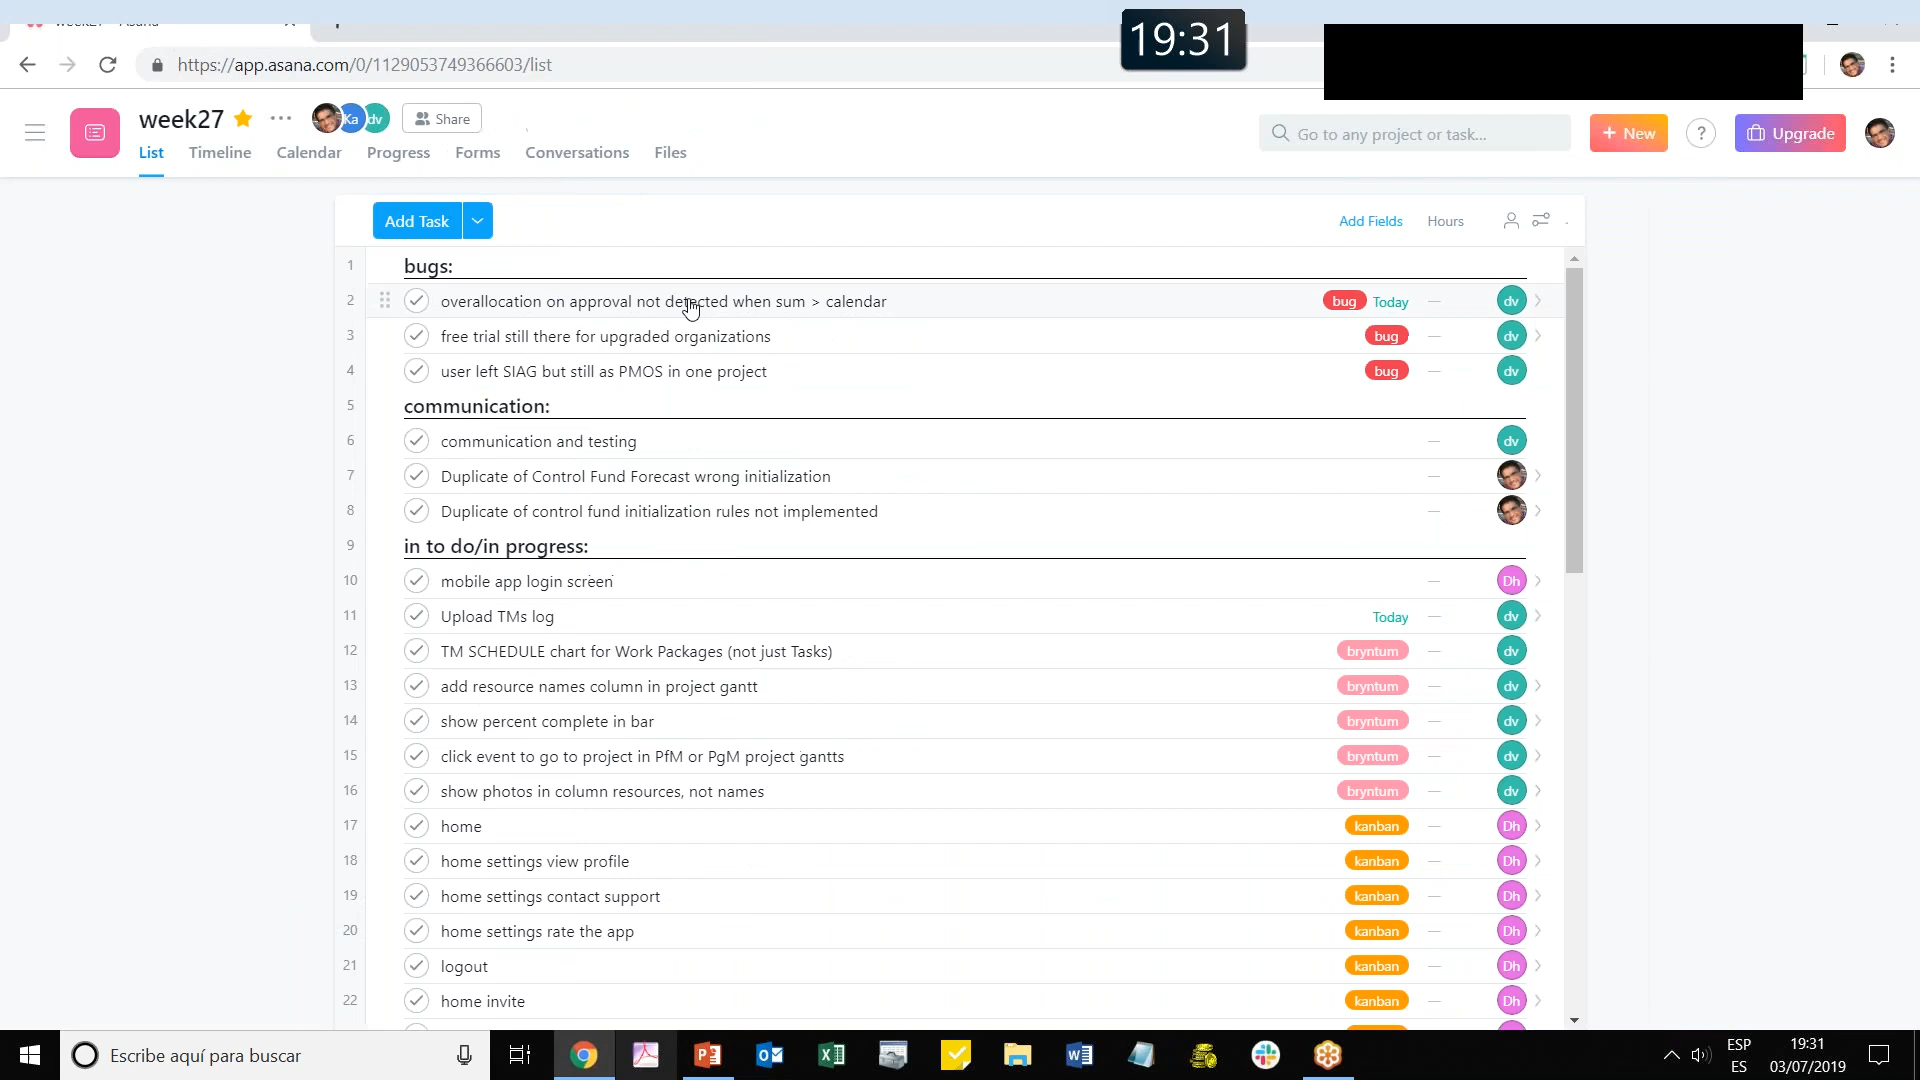 19:31
https://app.asana.com/0/1129053749366603/list
week27
Ka dv
Share
Go to any project or task...
+ New
?
Upgrade
List Timeline Calendar Progress Forms Conversations Files
Add Task
Add Fields Hours
1 bugs:
2 overallocation on approval not detected when sum > calendar bug Today — dv
3 free trial still there for upgraded organizations bug — dv
4 user left SIAG but still as PMOS in one project bug — dv
5 communication:
6 communication and testing — dv
7 Duplicate of Control Fund Forecast wrong initialization —
8 Duplicate of control fund initialization rules not implemented —
9 in to do/in progress:
10 mobile app login screen — Dh
11 Upload TMs log Today — dv
12 TM SCHEDULE chart for Work Packages (not just Tasks) bryntum — dv
13 add resource names column in project gantt bryntum — dv
14 show percent complete in bar bryntum — dv
15 click event to go to project in PfM or PgM project gantts bryntum — dv
16 show photos in column resources, not names bryntum — dv
17 home kanban — Dh
18 home settings view profile kanban — Dh
19 home settings contact support kanban — Dh
20 home settings rate the app kanban — Dh
21 logout kanban — Dh
22 home invite kanban — Dh
Escribe aquí para buscar
ESP
ES
19:31
03/07/2019